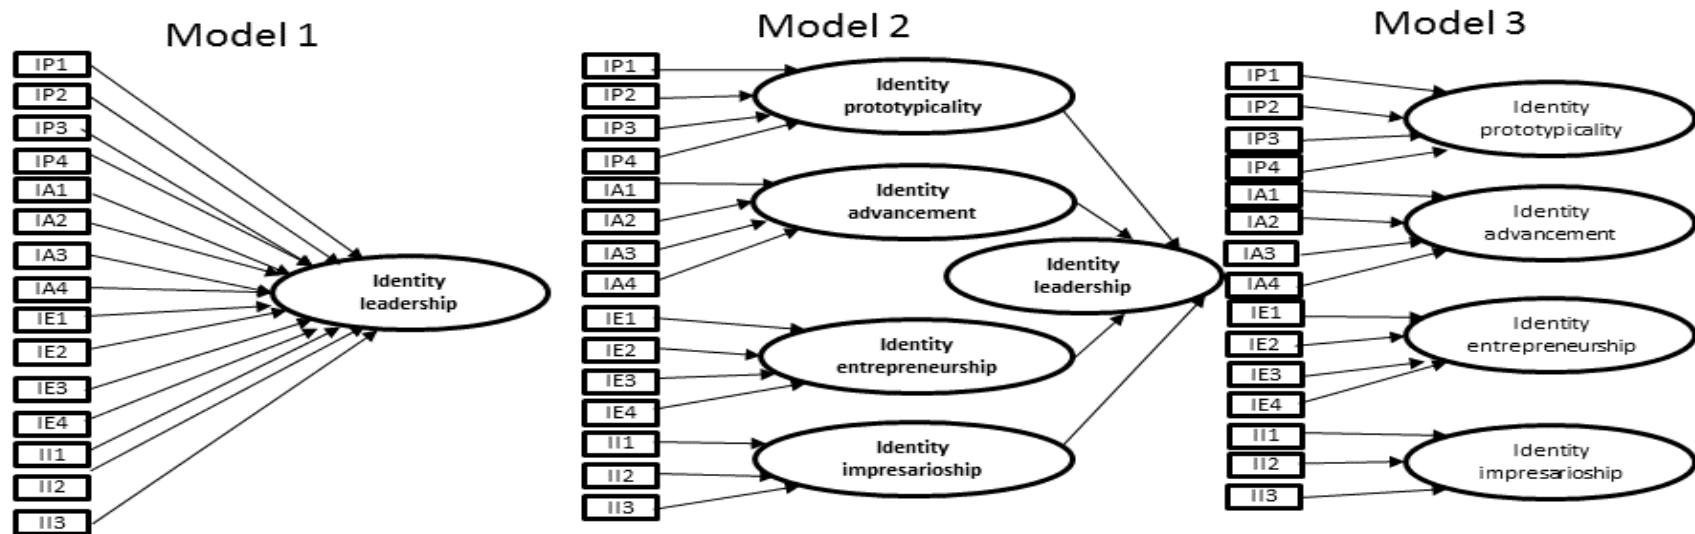 Model 1
IP1
IP2
IP3
IP4
IA1
IA2
IA3
IA4
IE1
IE2
IE3
IE4
II1
II2
II3
Identity
leadership
Model 2
IP1
IP2
IP3
IP4
IA1
IA2
IA3
IA4
IE1
IE2
IE3
IE4
II1
II2
II3
Identity
prototypicality
Identity
advancement
Identity
entrepreneurship
Identity
impresarioship
Identity
leadership
Model 3
IP1
IP2
IP3
IP4
IA1
IA2
IA3
IA4
IE1
IE2
IE3
IE4
II1
II2
II3
Identity
prototypicality
Identity
advancement
Identity
entrepreneurship
Identity
impresarioship